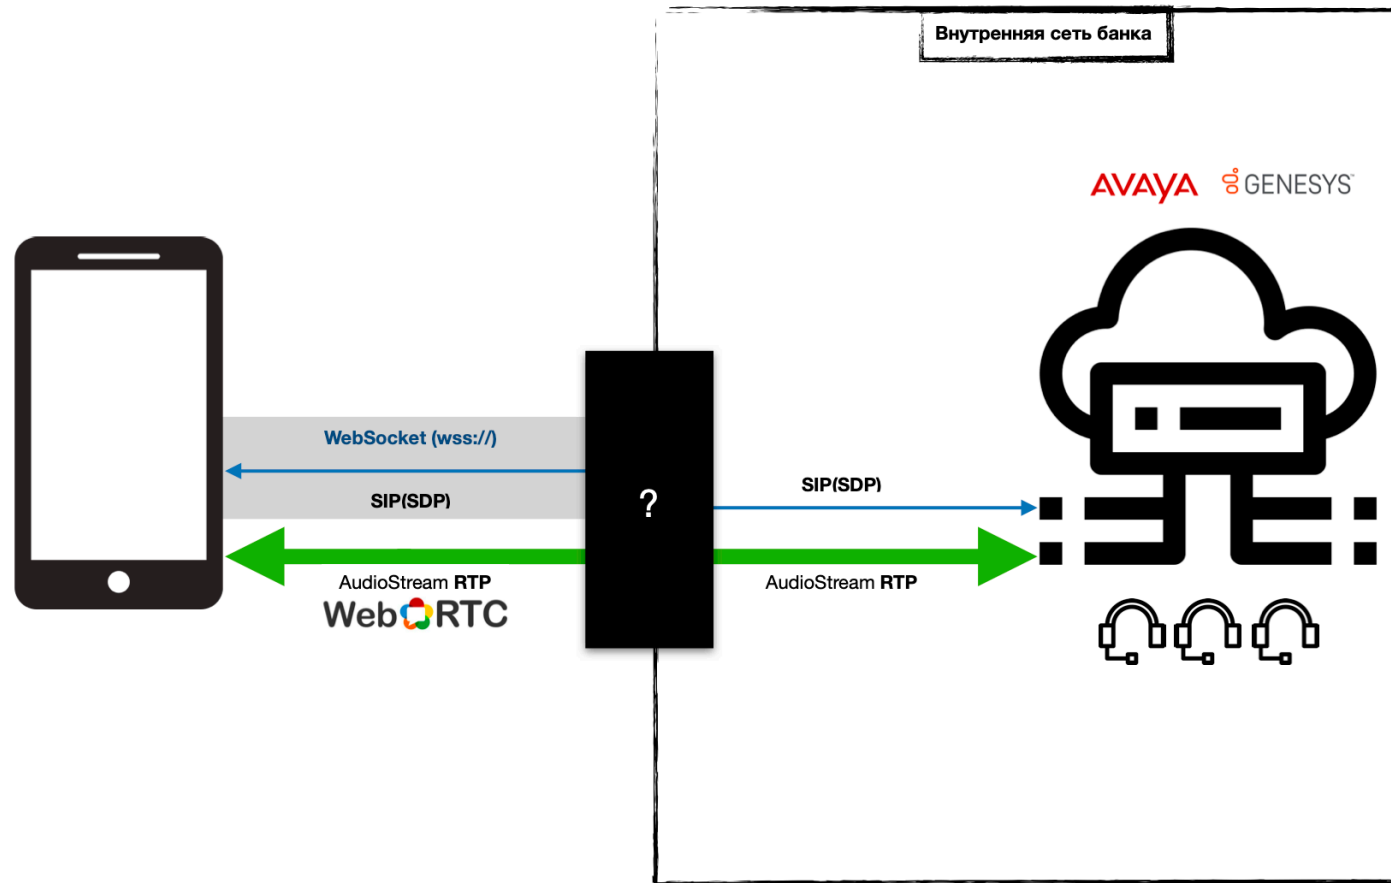 Внутренняя сеть банка
AVAYA GENESYS
WebSocket (wss://)
SIP(SDP)
SIP(SDP)
?
AudioStream RTP
AudioStream RTP
WebRTC